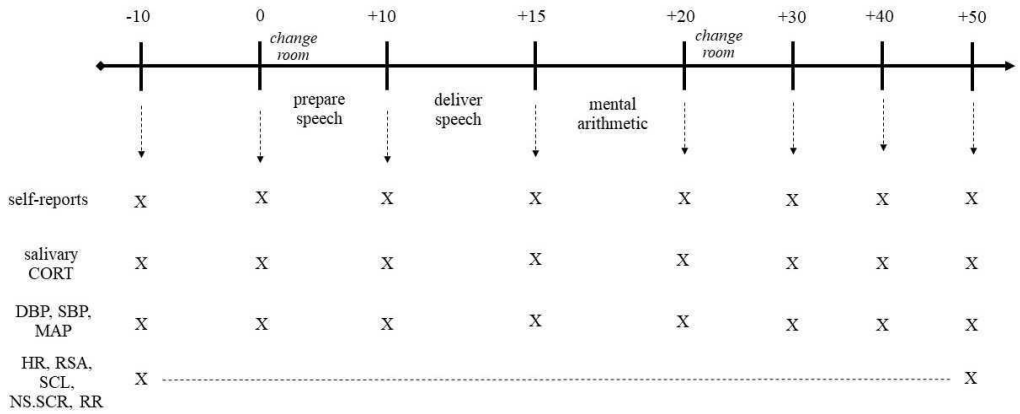 -10 0 +10 +15 +20 +30 +40 +50
change
room
change
room
prepare
speech
deliver
speech
mental
arithmetic
self-reports X X X X X X X X
salivary
CORT X X X X X X X X
DBP, SBP,
MAP X X X X X X X X
HR, RSA,
SCL, X X
NS.SCR, RR